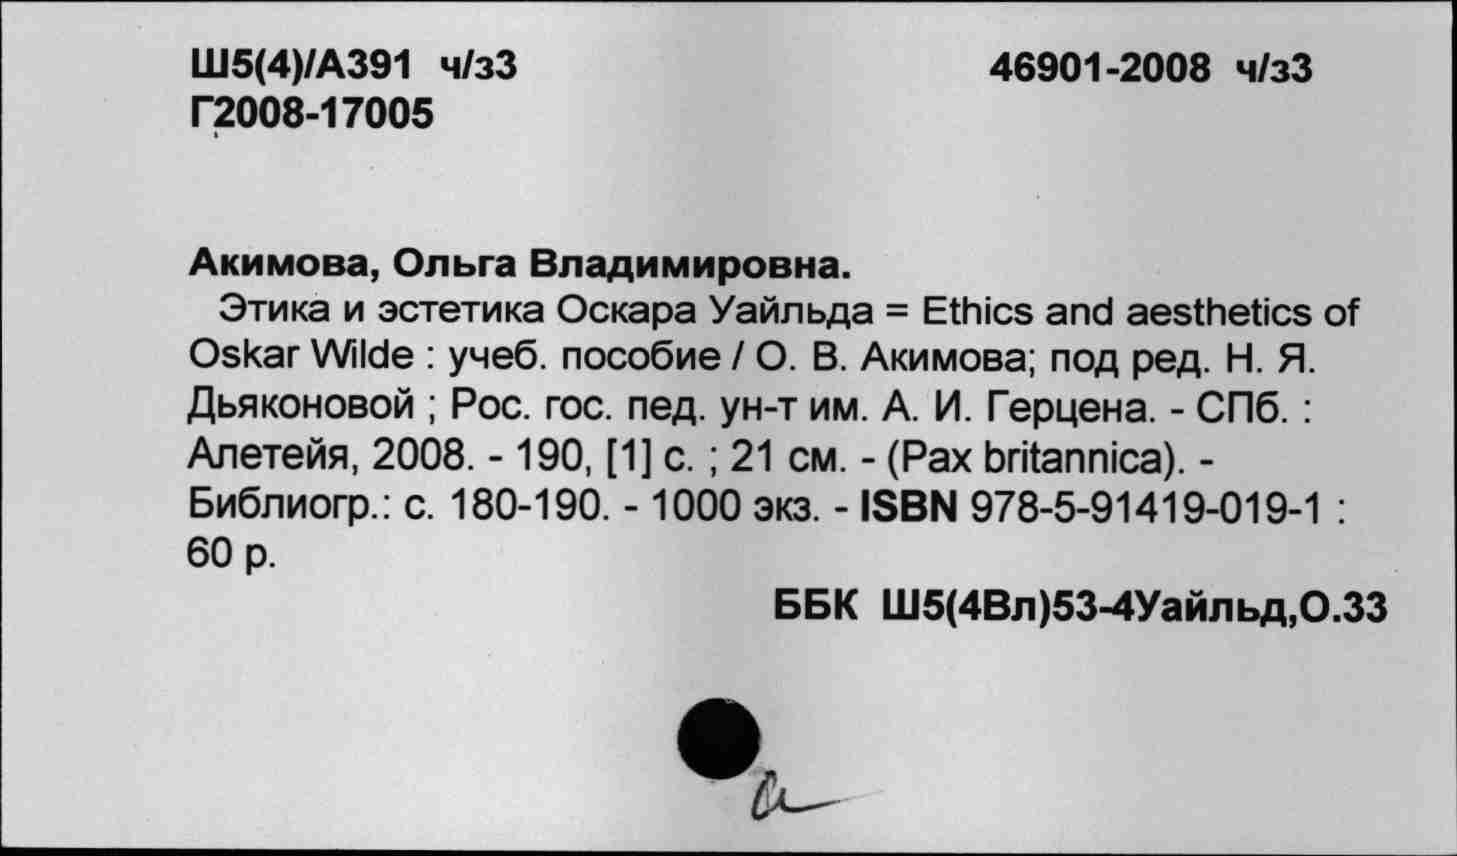 Ш5(4)/А391 ч/з3
46901-2008 ч/з3
Г2008-17005
Акимова, Ольга Владимировна.
Этика и эстетика Оскара Уайльда = Ethics and aesthetics of
Oskar Wilde : учеб. пособие / О. В. Акимова; под ред. Н. Я.
Дьяконовой ; Рос. гос. пед. ун-т им. А. И. Герцена. - СПб. :
Алетейя, 2008. - 190, [1] с. ; 21 см. - (Pax britannica). -
Библиогр.: с. 180-190. - 1000 экз. - ISBN 978-5-91419-019-1 :
60 р.
ББК Ш5(4Вл)53-4Уайльд,О.33